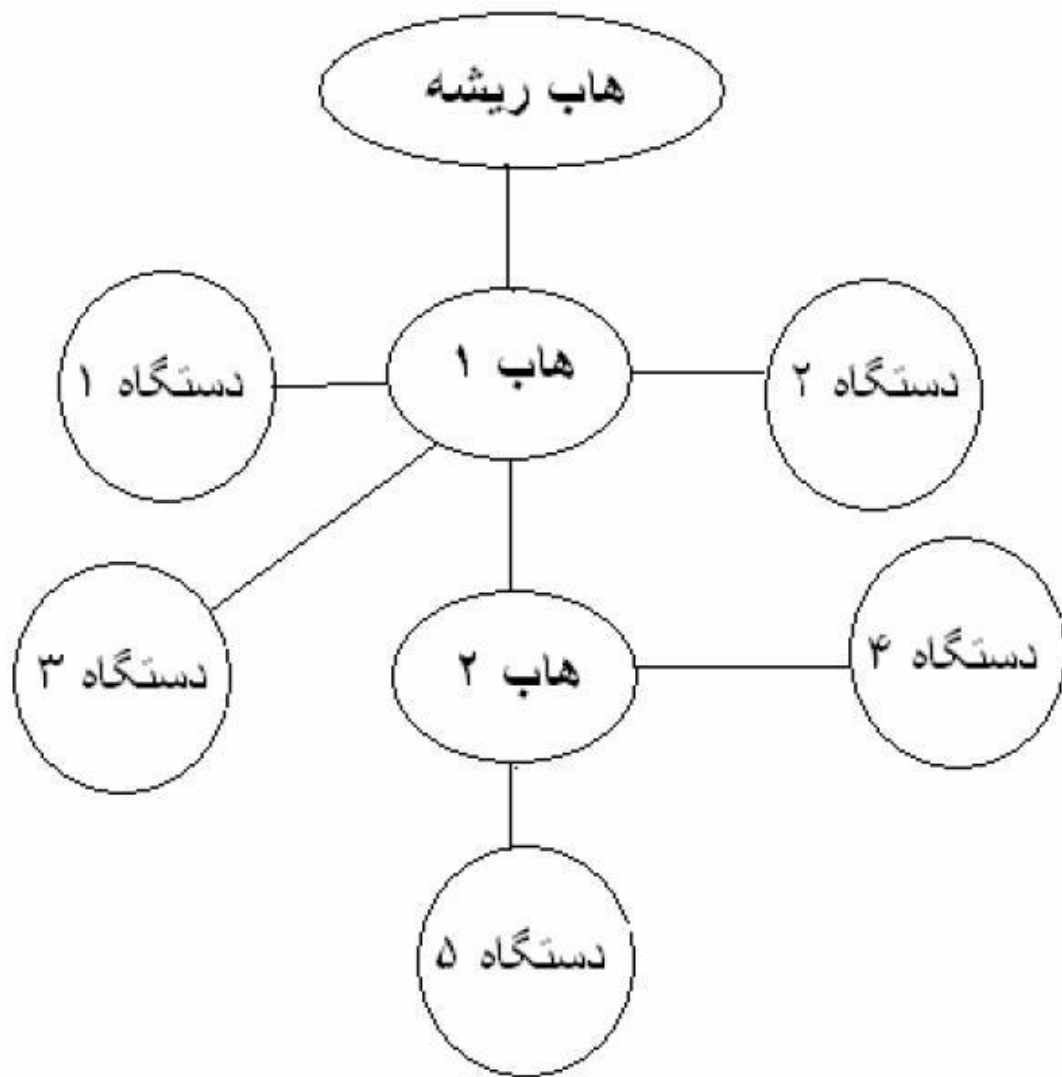 هاب ریشه
هاب ۱
دستگاه ۲
دستگاه ۱
هاب ۲
دستگاه ۴
دستگاه ۳
دستگاه ۵